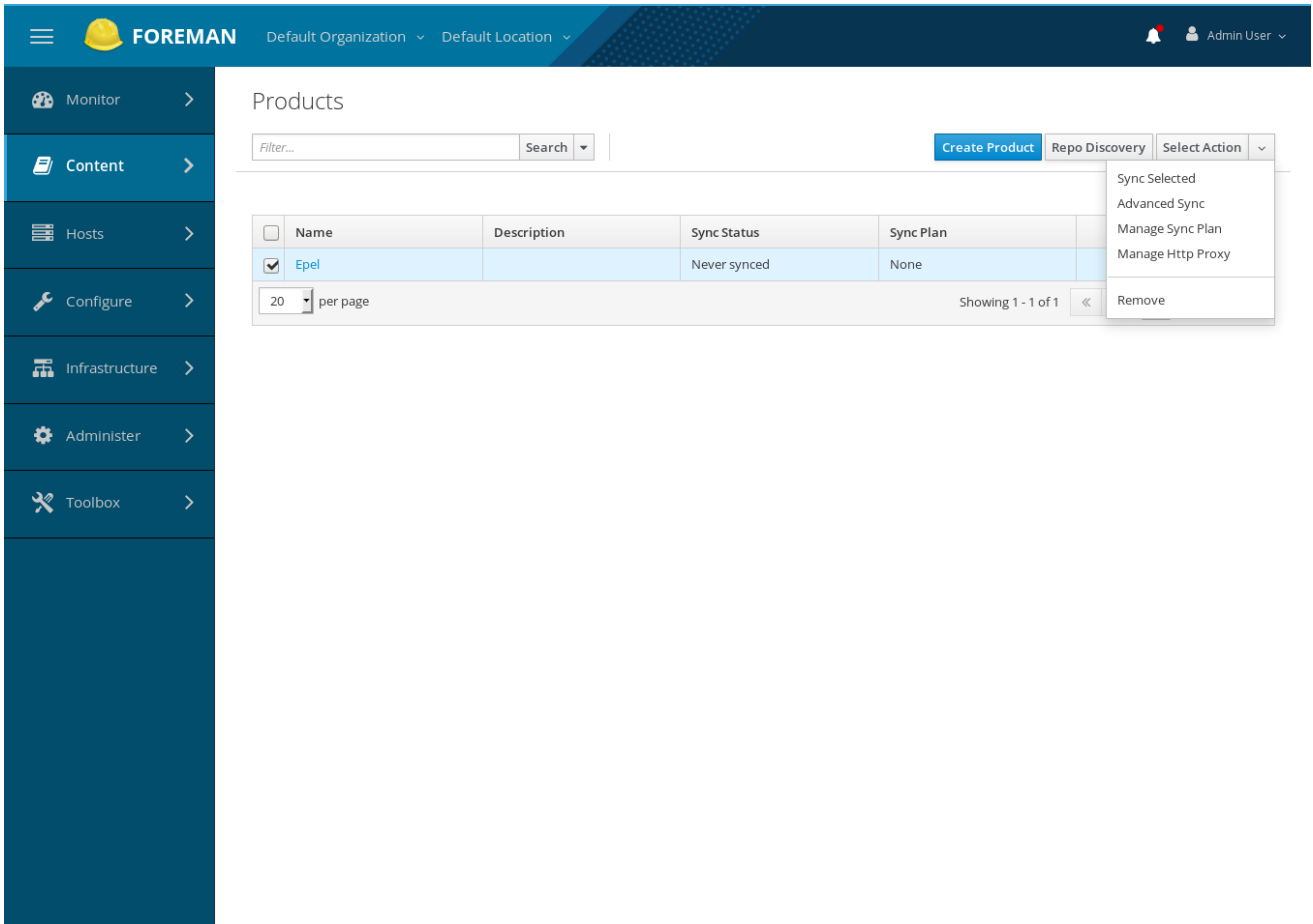 FOREMAN Default Organization Default Location Admin User
Monitor
Content
Hosts
Configure
Infrastructure
Administer
Toolbox
Products
Filter... Search Create Product Repo Discovery Select Action
Sync Selected
Advanced Sync
Manage Sync Plan
Manage Http Proxy
Remove
Name Description Sync Status Sync Plan
Epel Never synced None
20 per page Showing 1 - 1 of 1 «